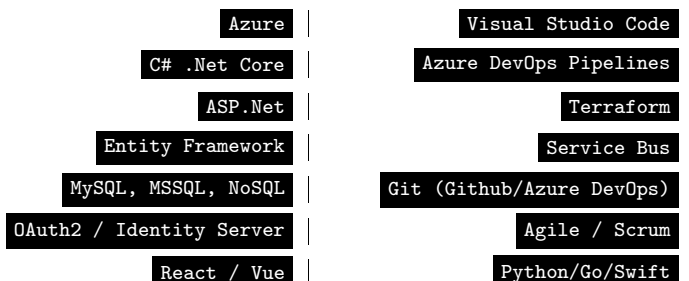 Azure
Visual Studio Code
C# .Net Core
Azure DevOps Pipelines
ASP.Net
Terraform
Entity Framework
Service Bus
MySQL, MSSQL, NoSQL
Git (Github/Azure DevOps)
OAuth2 / Identity Server
Agile / Scrum
React / Vue
Python/Go/Swift